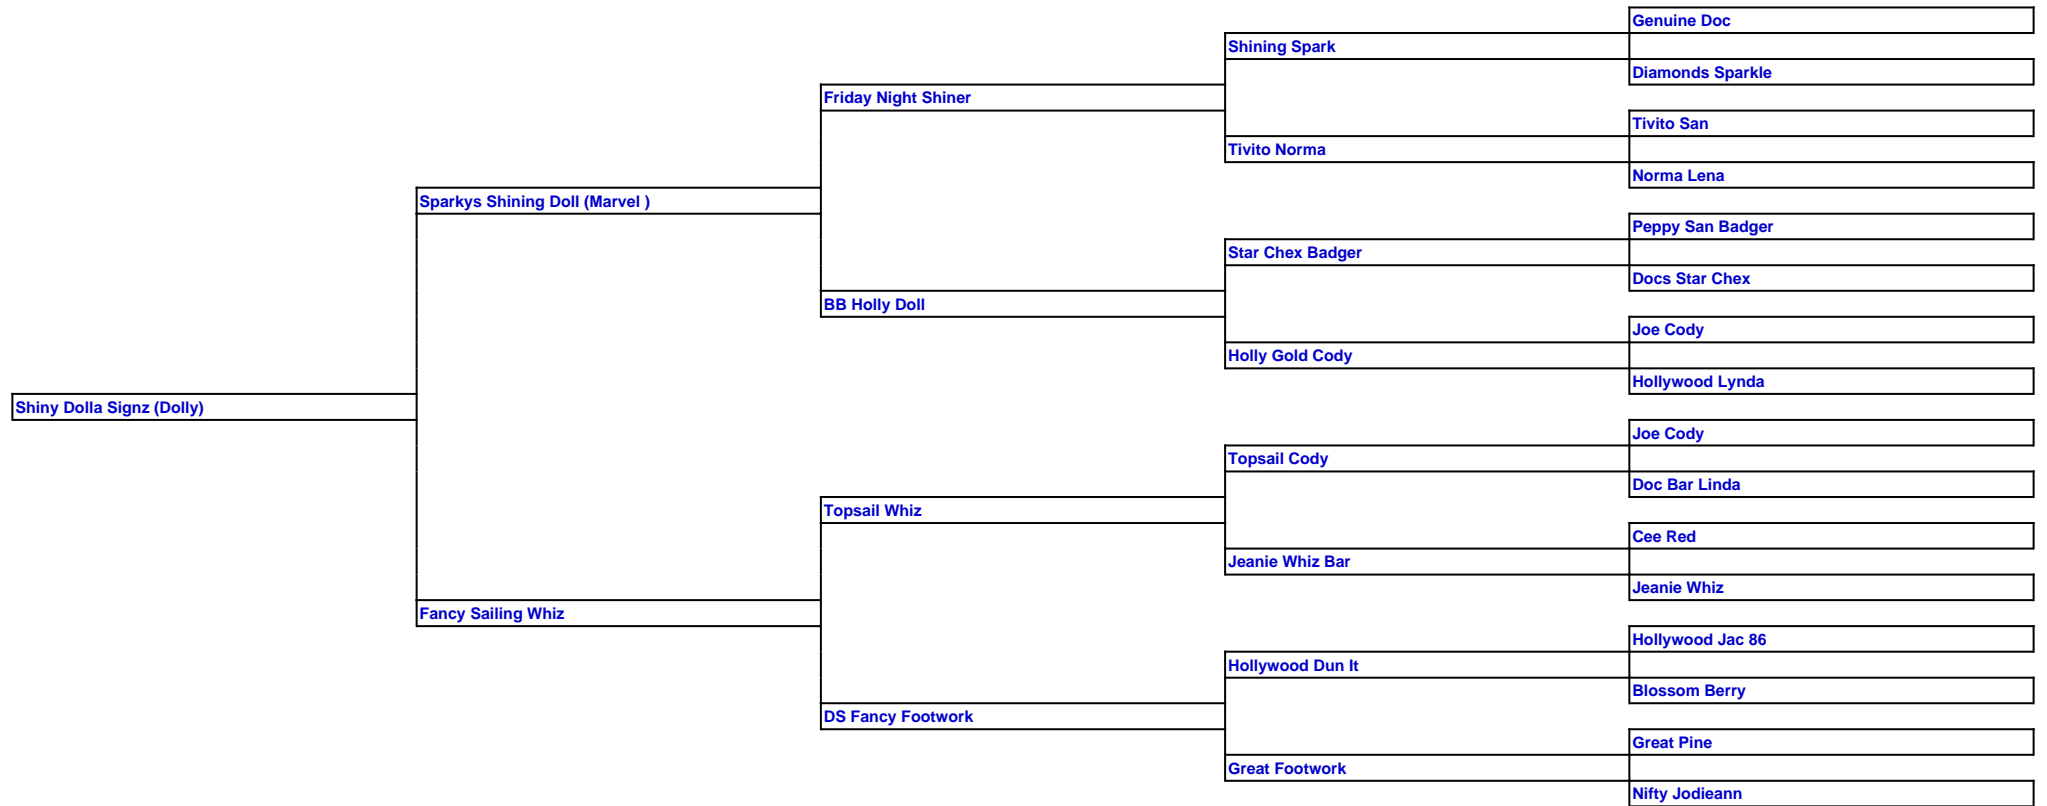 Genuine Doc
Shining Spark
Diamonds Sparkle
Friday Night Shiner
Tivito San
Tivito Norma
Norma Lena
Sparkys Shining Doll (Marvel )
Peppy San Badger
Star Chex Badger
Docs Star Chex
BB Holly Doll
Joe Cody
Holly Gold Cody
Hollywood Lynda
Shiny Dolla Signz (Dolly)
Joe Cody
Topsail Cody
Doc Bar Linda
Topsail Whiz
Cee Red
Jeanie Whiz Bar
Jeanie Whiz
Fancy Sailing Whiz
Hollywood Jac 86
Hollywood Dun It
Blossom Berry
DS Fancy Footwork
Great Pine
Great Footwork
Nifty Jodieann